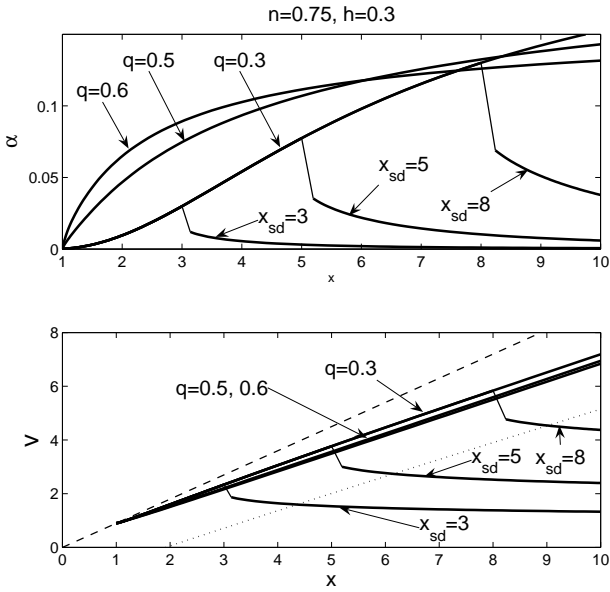 n=0.75, h=0.3
q=0.6
q=0.5
q=0.3
x_sd=5
x_sd=8
x_sd=3
0.1
0.05
0
α
1 2 3 4 5 6 7 8 9 10
x
q=0.3
q=0.5, 0.6
x_sd=5
x_sd=8
x_sd=3
8
6
4
2
0
V
0 1 2 3 4 5 6 7 8 9 10
x